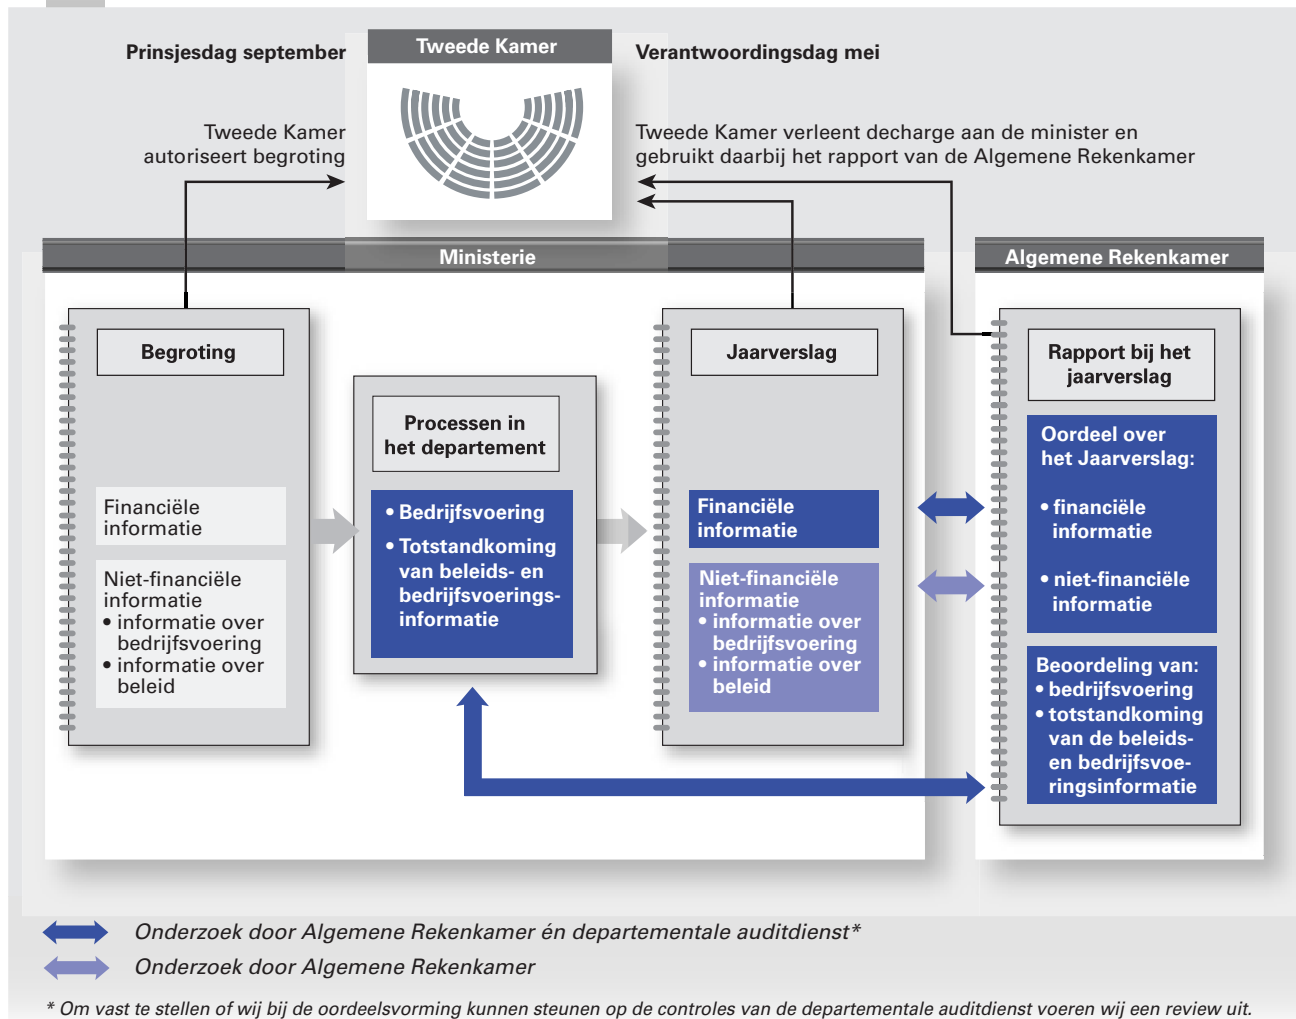 Prinsjesdag september
Tweede Kamer
Verantwoordingsdag mei
Tweede Kamer
autoriseert begroting
Tweede Kamer verleent decharge aan de minister en
gebruikt daarbij het rapport van de Algemene Rekenkamer
Ministerie
Algemene Rekenkamer
Begroting
Financiële
informatie
Niet-financiële
informatie
• informatie over
bedrijfsvoering
• informatie over
beleid
Processen in
het departement
• Bedrijfsvoering
• Totstandkoming
van beleids- en
bedrijfsvoerings-
informatie
Jaarverslag
Financiële
informatie
Niet-financiële
informatie
• informatie over
bedrijfsvoering
• informatie over
beleid
Rapport bij het
jaarverslag
Oordeel over
het Jaarverslag:
• financiële
informatie
• niet-financiële
informatie
Beoordeling van:
• bedrijfsvoering
• totstandkoming
van de beleids-
en bedrijfsvoe-
ringsinformatie
Onderzoek door Algemene Rekenkamer én departementale auditdienst*
Onderzoek door Algemene Rekenkamer
* Om vast te stellen of wij bij de oordeelsvorming kunnen steunen op de controles van de departementale auditdienst voeren wij een review uit.